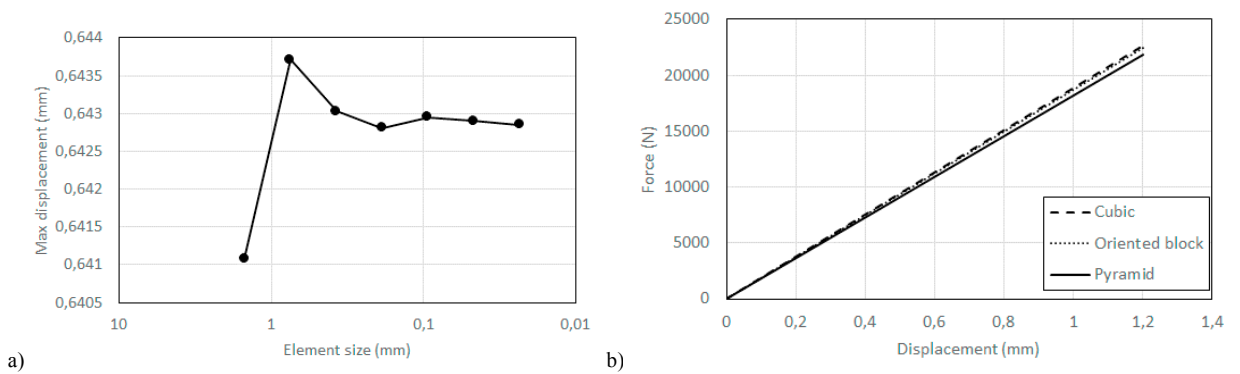 0,644
0,6435
0,643
0,6425
0,642
0,6415
0,641
0,6405
Max displacement (mm)
10
1
0,1
0,01
Element size (mm)
a)
25000
20000
15000
10000
5000
0
Force (N)
Cubic
Oriented block
Pyramid
0
0,2
0,4
0,6
0,8
1
1,2
1,4
Displacement (mm)
b)